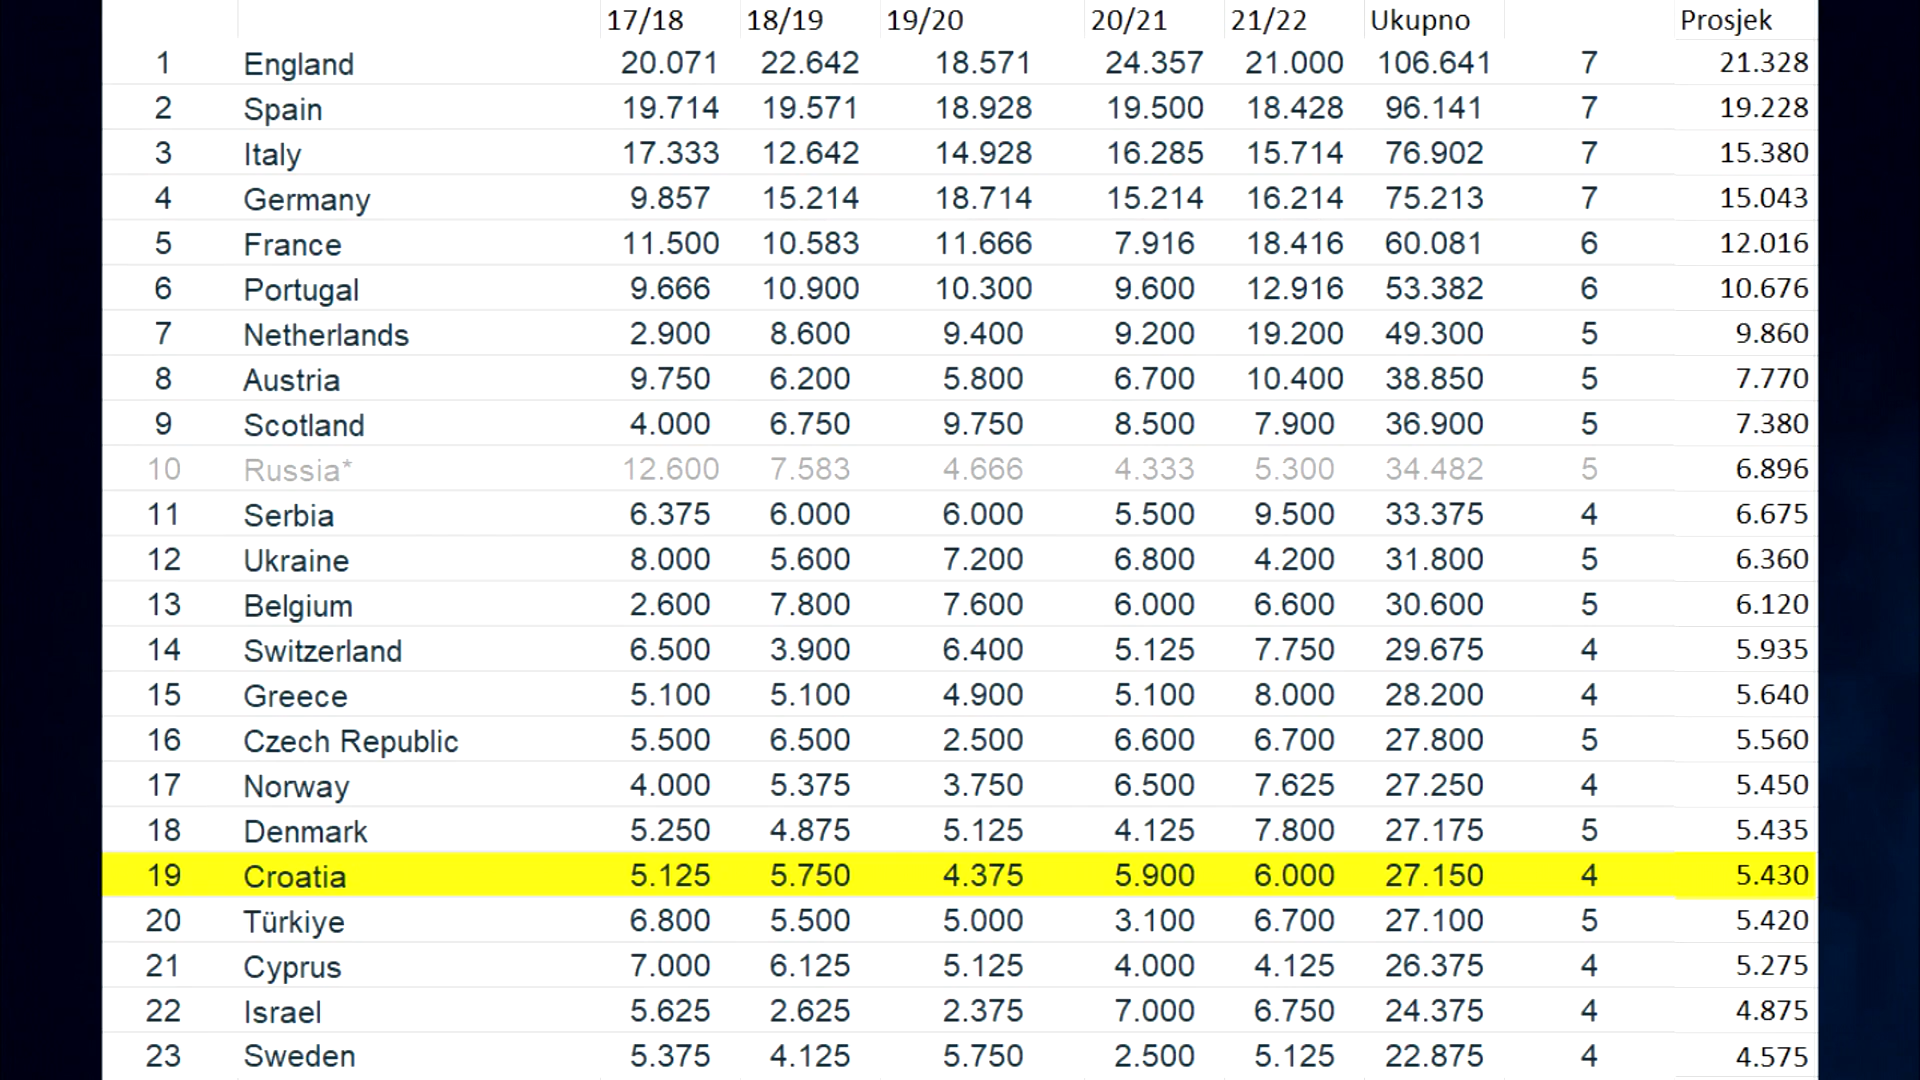 17/18 18/19 19/20 20/21 21/22 Ukupno Prosjek
1 England 20.071 22.642 18.571 24.357 21.000 106.641 7 21.328
2 Spain 19.714 19.571 18.928 19.500 18.428 96.141 7 19.228
3 Italy 17.333 12.642 14.928 16.285 15.714 76.902 7 15.380
4 Germany 9.857 15.214 18.714 15.214 16.214 75.213 7 15.043
5 France 11.500 10.583 11.666 7.916 18.416 60.081 6 12.016
6 Portugal 9.666 10.900 10.300 9.600 12.916 53.382 6 10.676
7 Netherlands 2.900 8.600 9.400 9.200 19.200 49.300 5 9.860
8 Austria 9.750 6.200 5.800 6.700 10.400 38.850 5 7.770
9 Scotland 4.000 6.750 9.750 8.500 7.900 36.900 5 7.380
10 Russia* 12.600 7.583 4.666 4.333 5.300 34.482 5 6.896
11 Serbia 6.375 6.000 6.000 5.500 9.500 33.375 4 6.675
12 Ukraine 8.000 5.600 7.200 6.800 4.200 31.800 5 6.360
13 Belgium 2.600 7.800 7.600 6.000 6.600 30.600 5 6.120
14 Switzerland 6.500 3.900 6.400 5.125 7.750 29.675 4 5.935
15 Greece 5.100 5.100 4.900 5.100 8.000 28.200 4 5.640
16 Czech Republic 5.500 6.500 2.500 6.600 6.700 27.800 5 5.560
17 Norway 4.000 5.375 3.750 6.500 7.625 27.250 4 5.450
18 Denmark 5.250 4.875 5.125 4.125 7.800 27.175 5 5.435
19 Croatia 5.125 5.750 4.375 5.900 6.000 27.150 4 5.430
20 Türkiye 6.800 5.500 5.000 3.100 6.700 27.100 5 5.420
21 Cyprus 7.000 6.125 5.125 4.000 4.125 26.375 4 5.275
22 Israel 5.625 2.625 2.375 7.000 6.750 24.375 4 4.875
23 Sweden 5.375 4.125 5.750 2.500 5.125 22.875 4 4.575